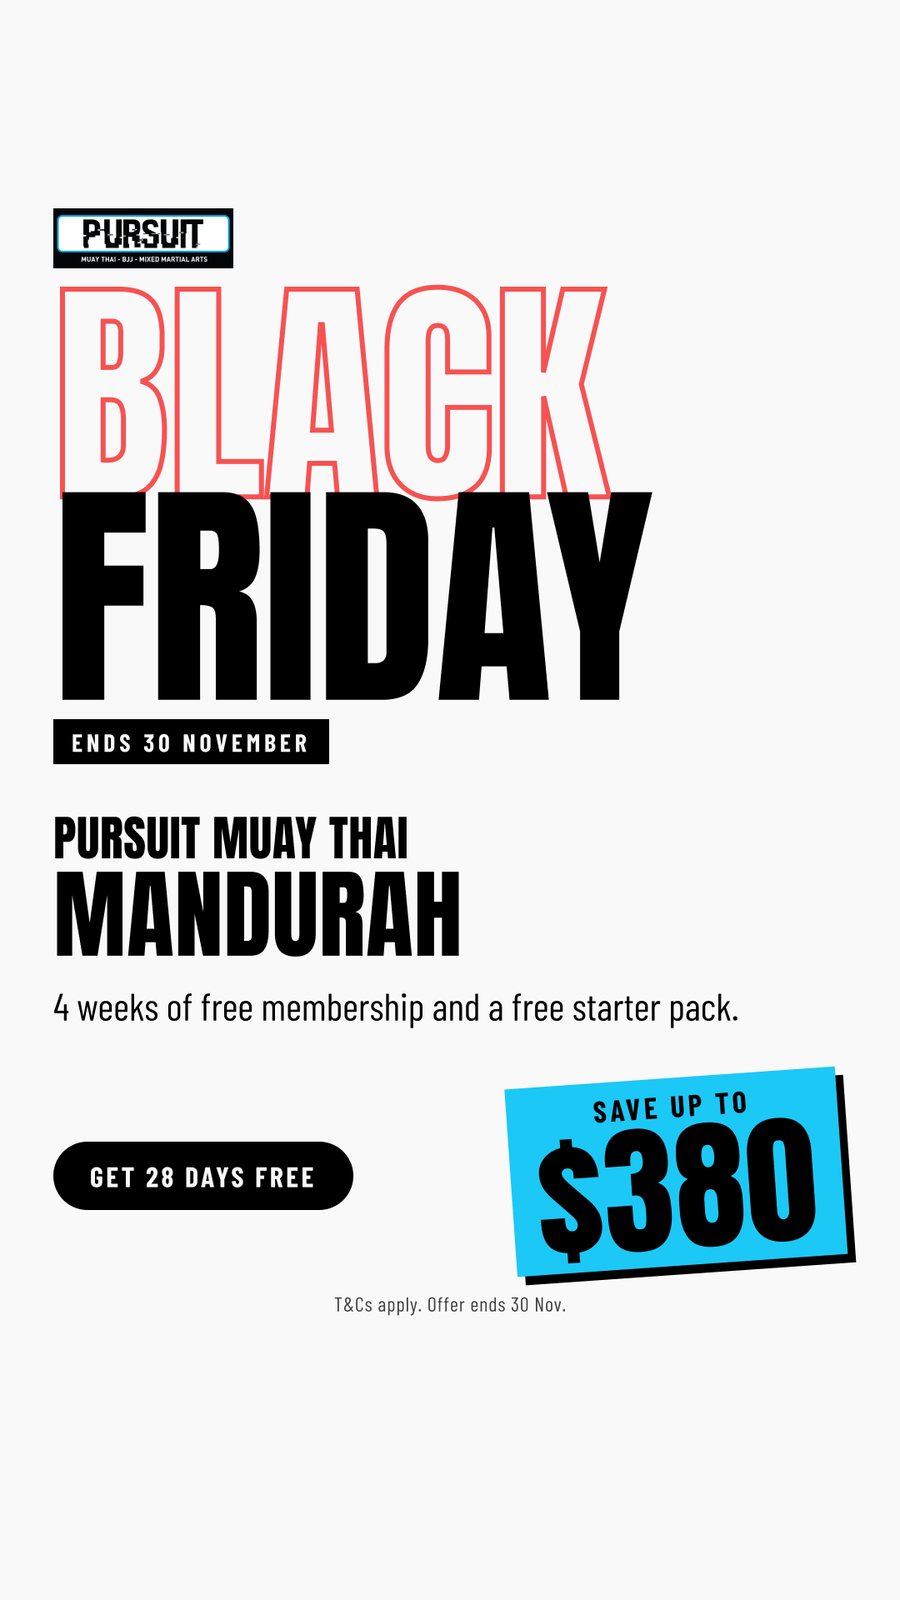 PURSUIT
MUAY THAI - BJJ - MIXED MARTIAL ARTS
BLACK
FRIDAY
ENDS 30 NOVEMBER
PURSUIT MUAY THAI
MANDURAH
4 weeks of free membership and a free starter pack.
SAVE UP TO
$380
GET 28 DAYS FREE
T&Cs apply. Offer ends 30 Nov.